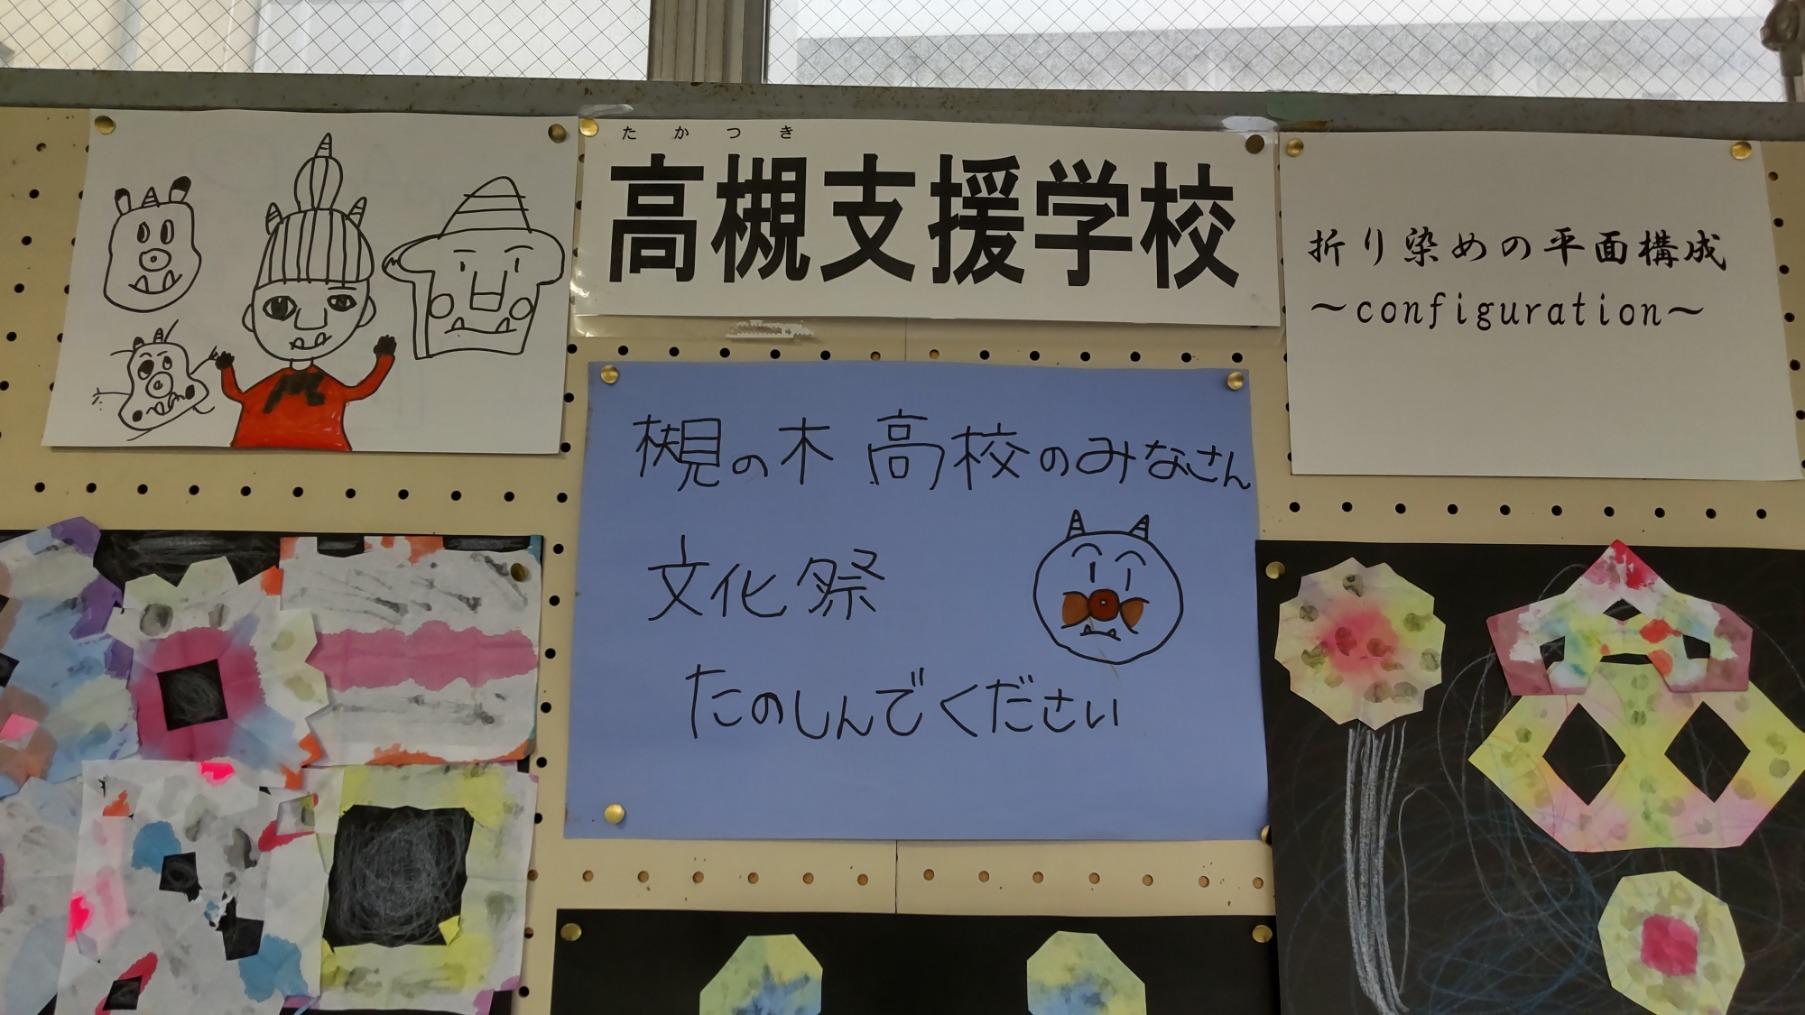 たかつき
高槻支援学校
折り染めの平面構成
～configuration～
槻の木高校のみなさん
文化祭
たのしんでください